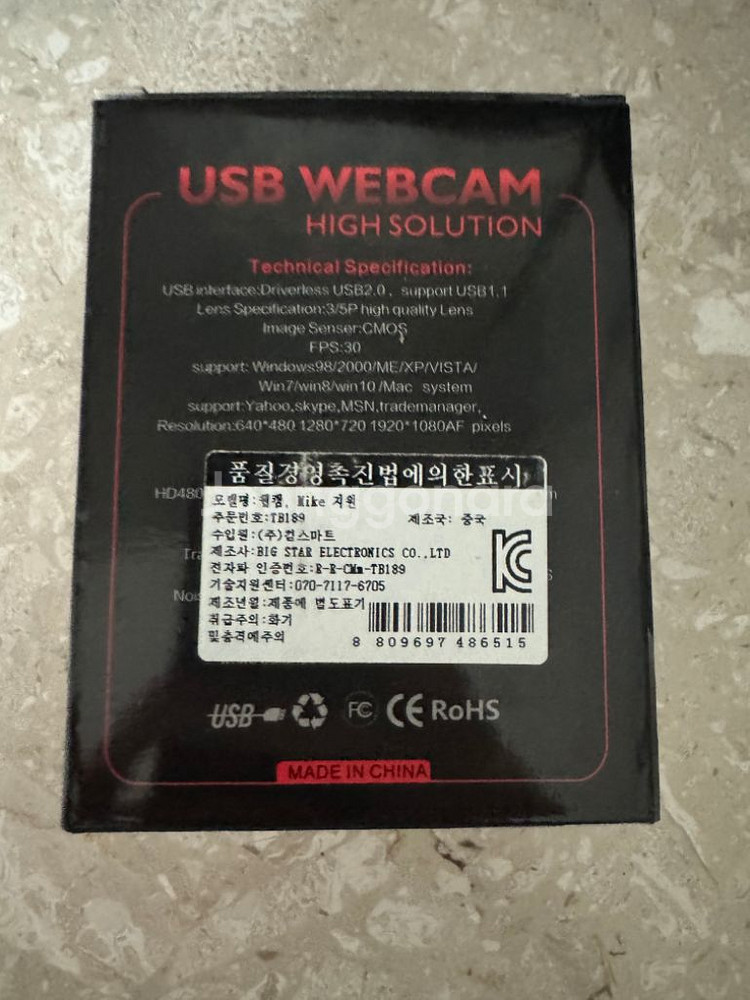 USB WEBCAM
HIGH SOLUTION
Technical Specification:
USB interface:Driverless USB2.0 , support USB1.1
Lens Specification:3/5P high quality Lens
Image Senser:CMOS
FPS:30
support: Windows98/2000/ME/XP/VISTA/
Win7/win8/win10 /Mac system
support:Yahoo,skype,MSN,trademanager,
Resolution:640*480 1280*720 1920*1080AF pixels
품질경영촉진법에의한표시
HD480
모델명:웹캠, Mike 지원
주문번호:TB189 제조국: 중국
수입원:(주)컴스마트
제조사:BIG STAR ELECTRONICS CO.,LTD
전자파 인증번호:R-R-CMm-TB189
기술지원센터:070-7117-6705
제조년월:제품에 별도표기
취급주의:화기
및충격에주의
8 809697 486515
USB FC CE RoHS
MADE IN CHINA